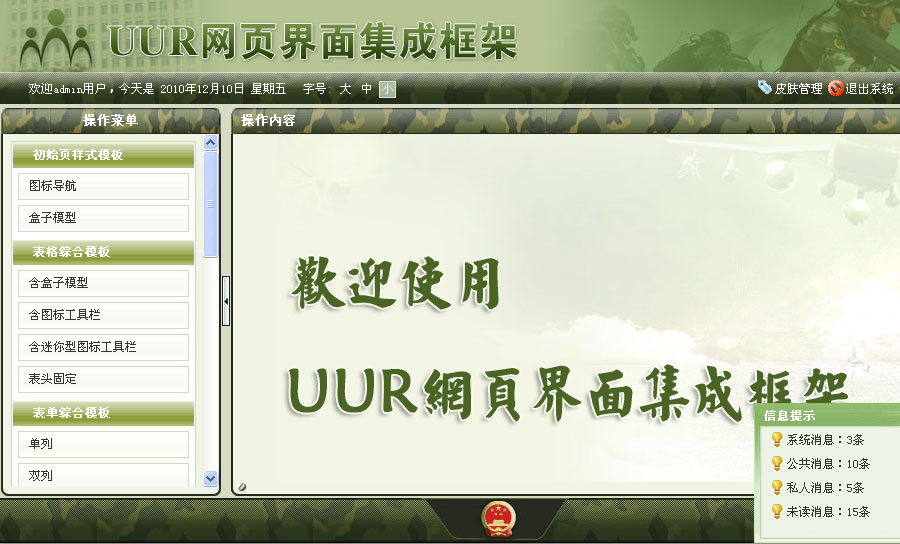 UUR网页界面集成框架
欢迎admin用户，今天是 2010年12月10日 星期五 字号: 大 中 小
皮肤管理 退出系统
操作菜单
初始页样式模板
图标导航
盒子模型
表格综合模板
含盒子模型
含图标工具栏
含迷你型图标工具栏
表头固定
表单综合模板
单列
双列
操作内容
歡迎使用
UUR網頁界面集成框架
信息提示
系统消息：3条
公共消息：10条
私人消息：5条
未读消息：15条